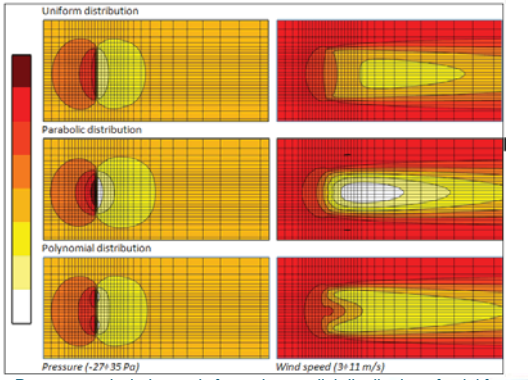 Uniform distribution
Parabolic distribution
Polynomial distribution
Pressure (-27÷35 Pa)
Wind speed (3÷11 m/s)